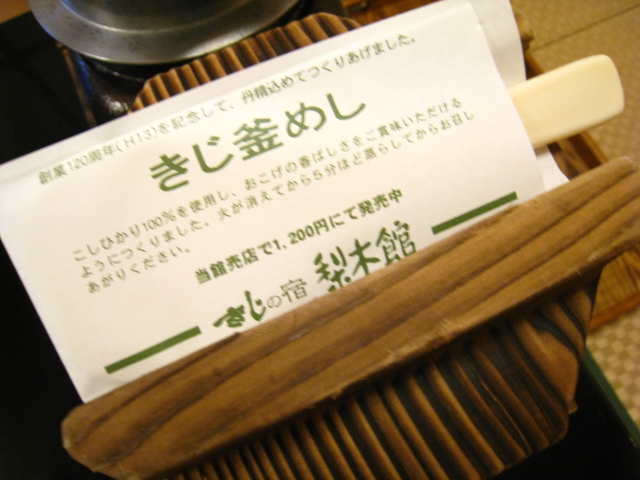 創業120周年(H13)を記念して、丹精込めてつくりあげました。
きじ釜めし
こしひかり100%を使用し、おこげの香ばしさをご賞味いただける
ようにつくりました。火が消えてから5分ほど蒸らしてからお召し
あがりください。
当館売店で1,200円にて発売中
きじの宿 梨木館